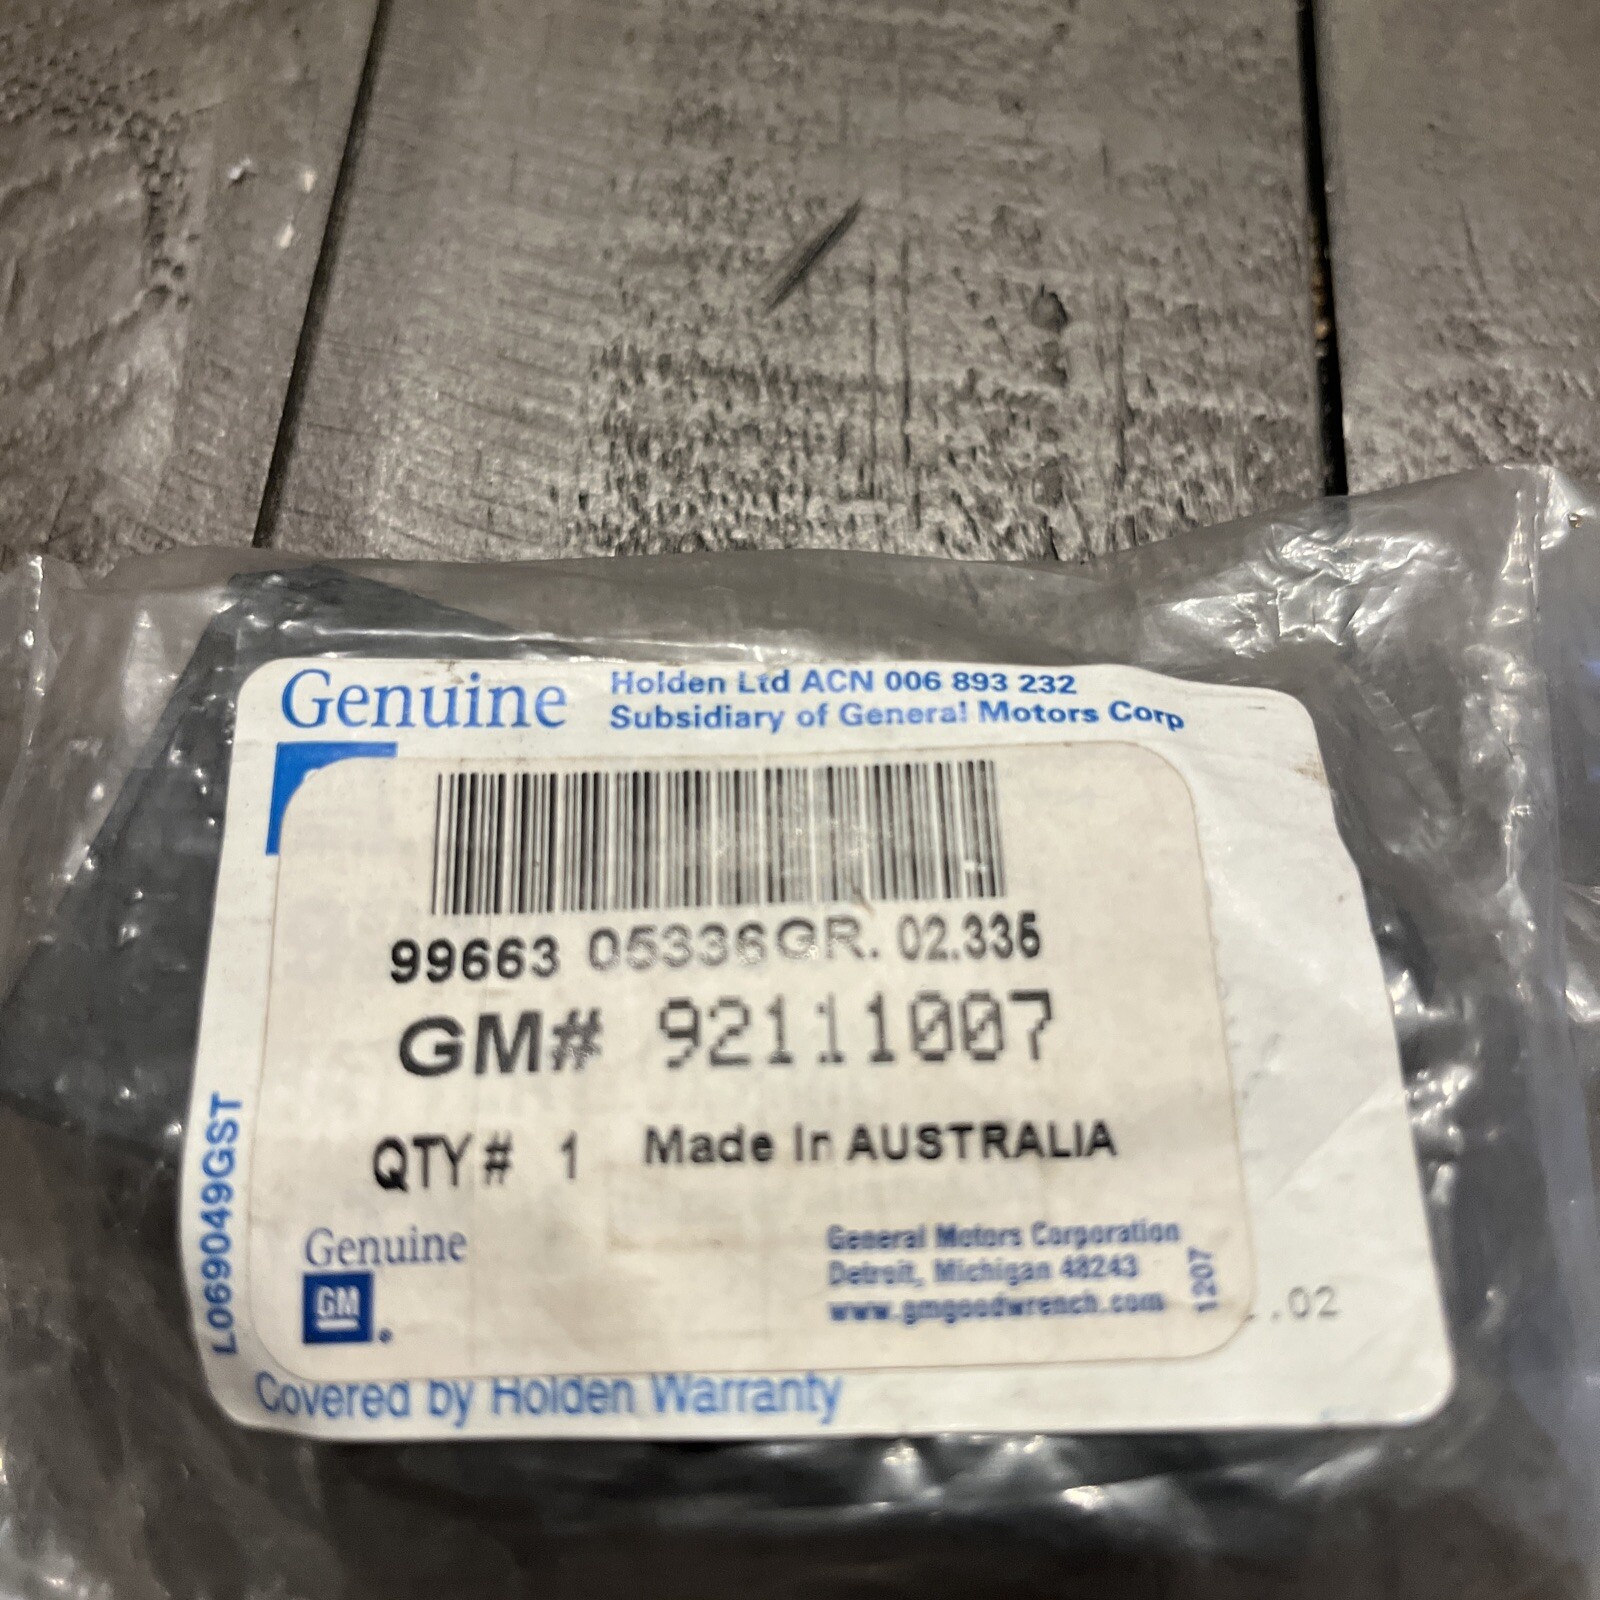 Genuine
Holden Ltd ACN 006 893 232
Subsidiary of General Motors Corp
99663 05336GR. 02.336
GM# 92111007
QTY # 1 Made In AUSTRALIA
Genuine
GM
General Motors Corporation
Detroit, Michigan 48243
www.gmgoodwrench.com
1207
.02
L069049GST
Covered by Holden Warranty